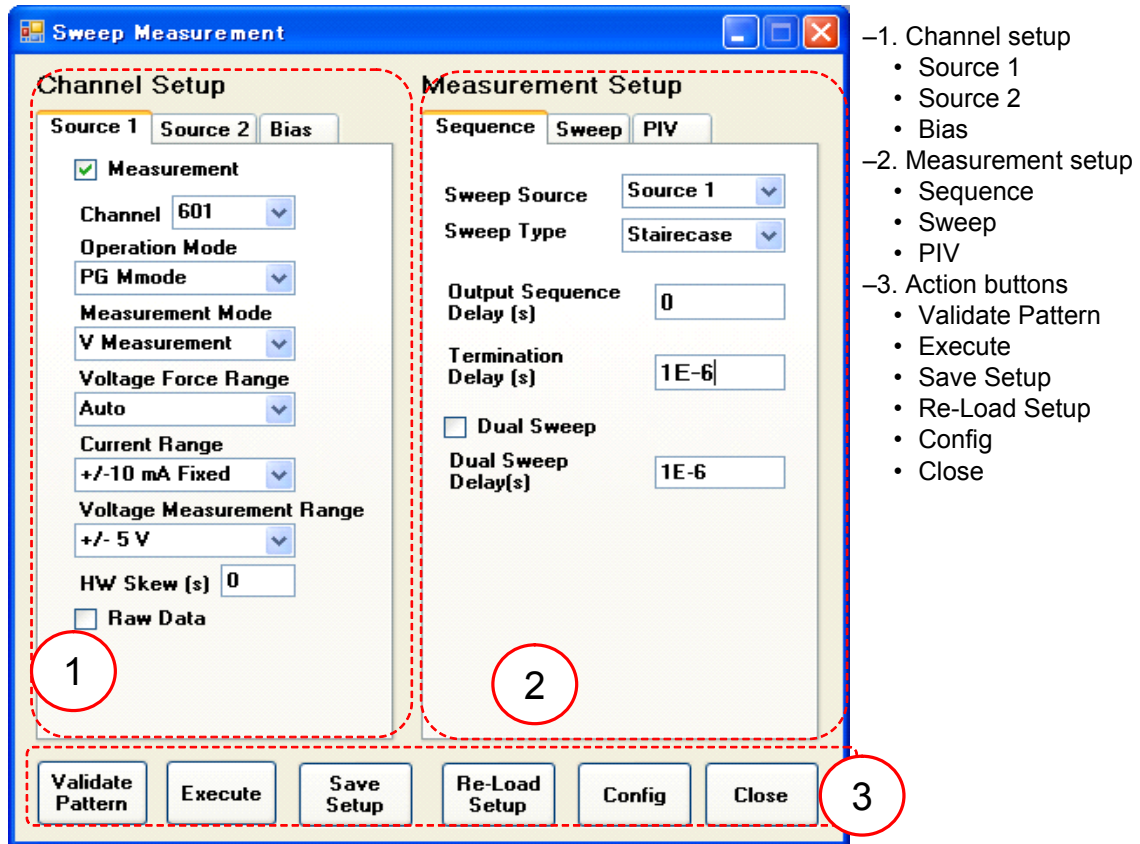 Sweep Measurement
Channel Setup
Source 1 Source 2 Bias
Measurement
Channel 601
Operation Mode
PG Mmode
Measurement Mode
V Measurement
Voltage Force Range
Auto
Current Range
+/-10 mA Fixed
Voltage Measurement Range
+/- 5 V
HW Skew (s) 0
Raw Data
1
Measurement Setup
Sequence Sweep PIV
Sweep Source Source 1
Sweep Type Stairecase
Output Sequence
Delay (s) 0
Termination
Delay (s) 1E-6
Dual Sweep
Dual Sweep
Delay(s) 1E-6
2
Validate
Pattern
Execute
Save
Setup
Re-Load
Setup
Config
Close
3
–1. Channel setup
• Source 1
• Source 2
• Bias
–2. Measurement setup
• Sequence
• Sweep
• PIV
–3. Action buttons
• Validate Pattern
• Execute
• Save Setup
• Re-Load Setup
• Config
• Close